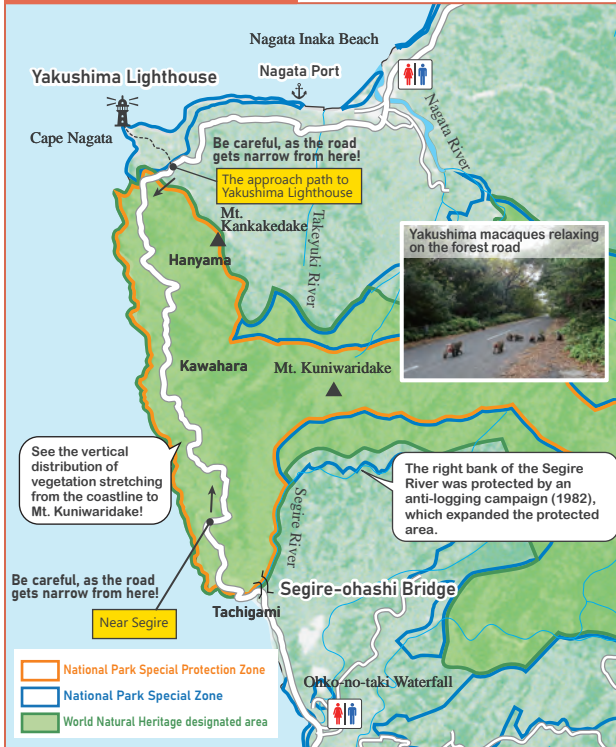 Nagata Inaka Beach
Yakushima Lighthouse
Nagata Port
Cape Nagata
Nagata River
Be careful, as the road
gets narrow from here!
The approach path to
Yakushima Lighthouse
Mt.
Kankakedake
Takeyuki River
Hanyama
Yakushima macaques relaxing
on the forest road
Kawahara
Mt. Kuniwaridake
See the vertical
distribution of
vegetation stretching
from the coastline to
Mt. Kuniwaridake!
The right bank of the Segire
River was protected by an
anti-logging campaign (1982),
which expanded the protected
area.
Segire River
Be careful, as the road
gets narrow from here!
Near Segire
Segire-ohashi Bridge
Tachigami
Ohko-no-taki Waterfall
National Park Special Protection Zone
National Park Special Zone
World Natural Heritage designated area